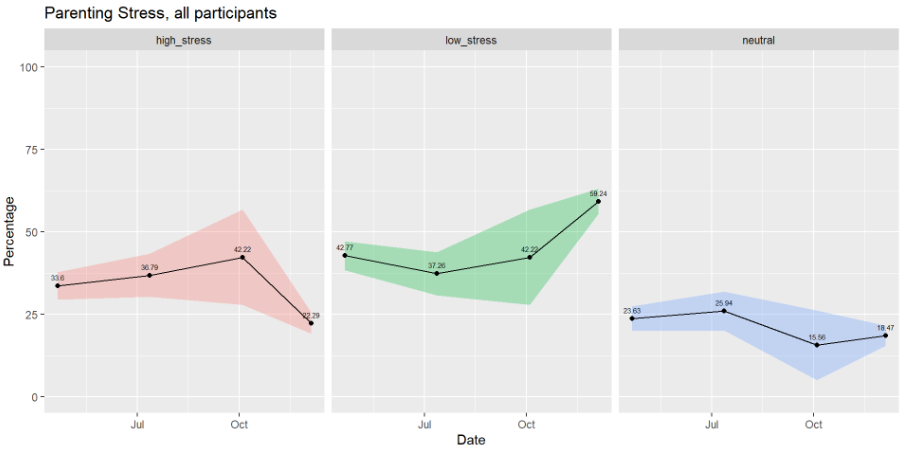 Parenting Stress, all participants
high_stress
low_stress
neutral
100
75
50
25
0
Percentage
33.6
36.79
42.22
22.29
42.77
37.26
42.22
59.24
23.63
25.94
15.56
18.47
Jul
Oct
Jul
Oct
Jul
Oct
Date